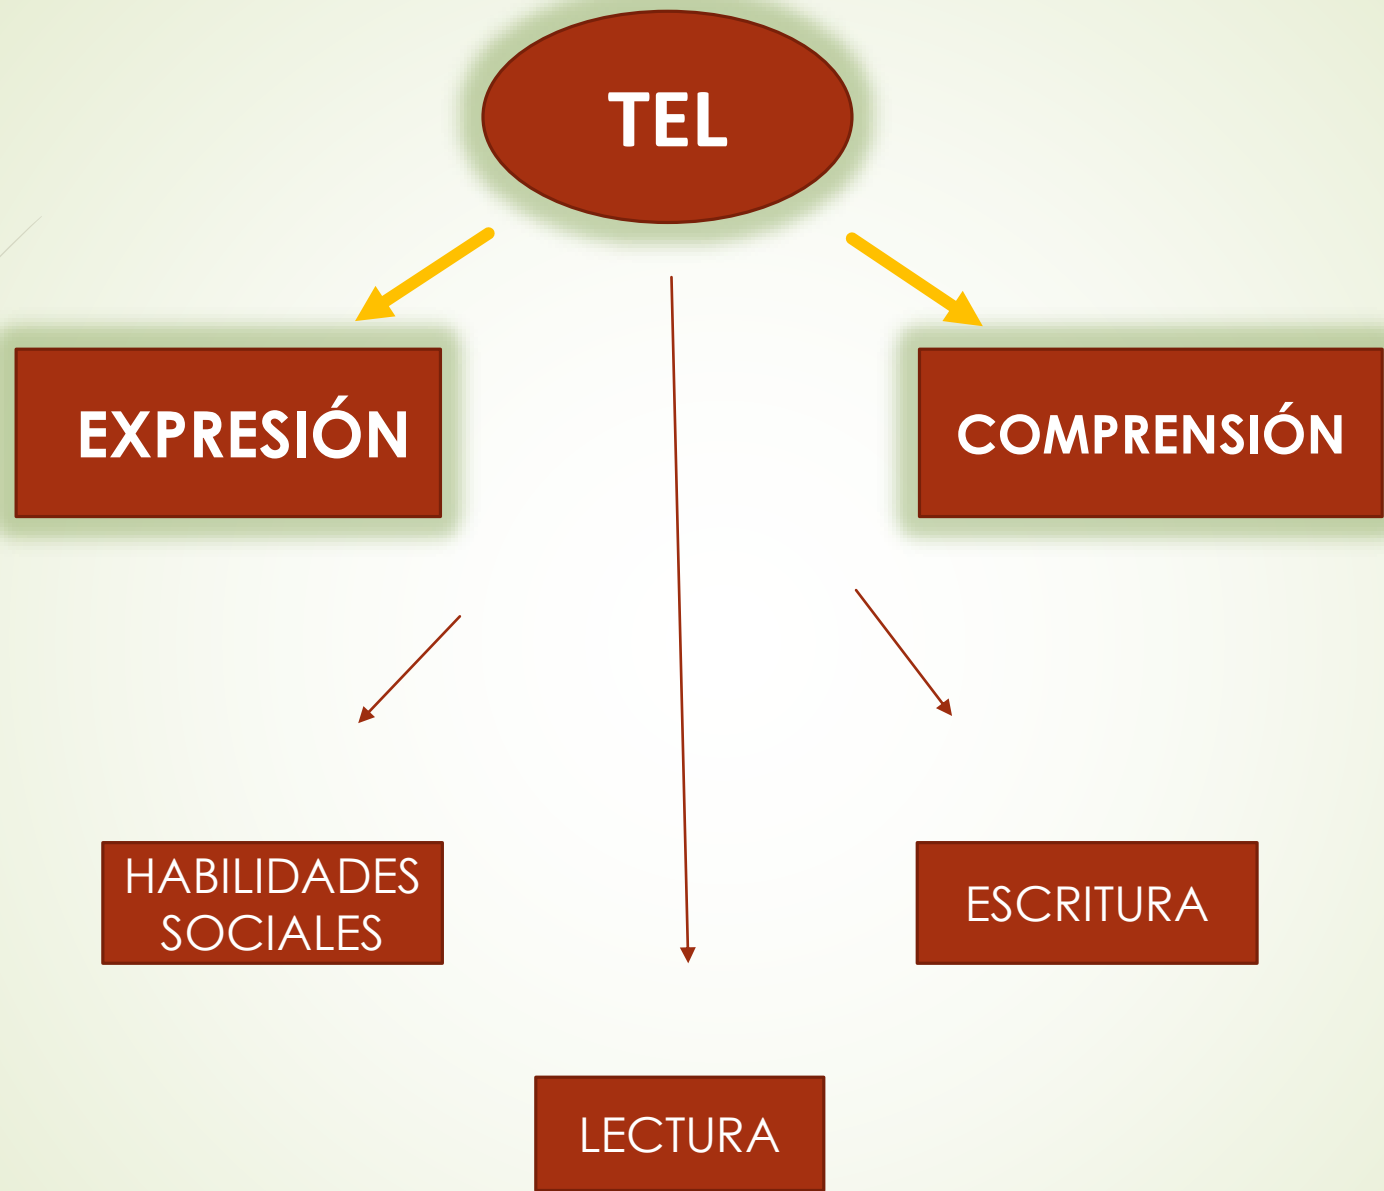 TEL
EXPRESIÓN
COMPRENSIÓN
HABILIDADES
SOCIALES
ESCRITURA
LECTURA